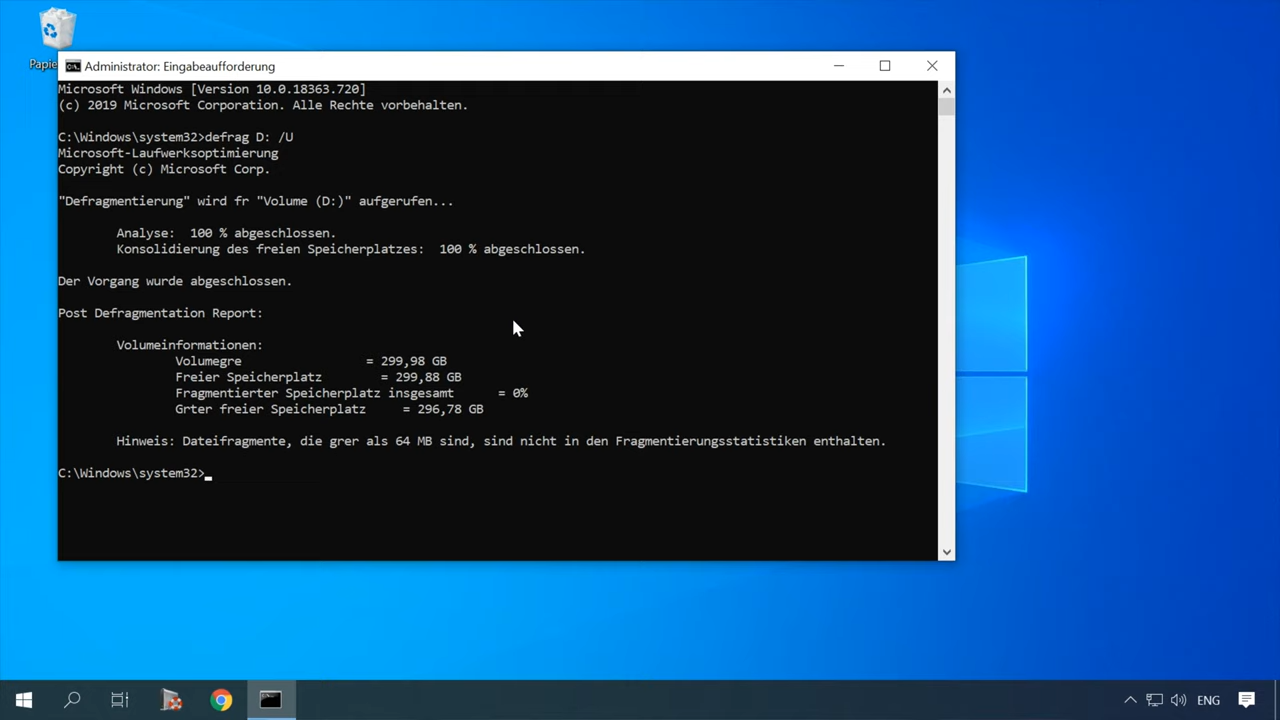 Papie
Administrator: Eingabeaufforderung
Microsoft Windows [Version 10.0.18363.720]
(c) 2019 Microsoft Corporation. Alle Rechte vorbehalten.
C:\Windows\system32>defrag D: /U
Microsoft-Laufwerksoptimierung
Copyright (c) Microsoft Corp.
"Defragmentierung" wird fr "Volume (D:)" aufgerufen...
Analyse: 100 % abgeschlossen.
Konsolidierung des freien Speicherplatzes: 100 % abgeschlossen.
Der Vorgang wurde abgeschlossen.
Post Defragmentation Report:
Volumeinformationen:
Volumegre = 299,98 GB
Freier Speicherplatz = 299,88 GB
Fragmentierter Speicherplatz insgesamt = 0%
Grter freier Speicherplatz = 296,78 GB
Hinweis: Dateifragmente, die grer als 64 MB sind, sind nicht in den Fragmentierungsstatistiken enthalten.
C:\Windows\system32>
ENG